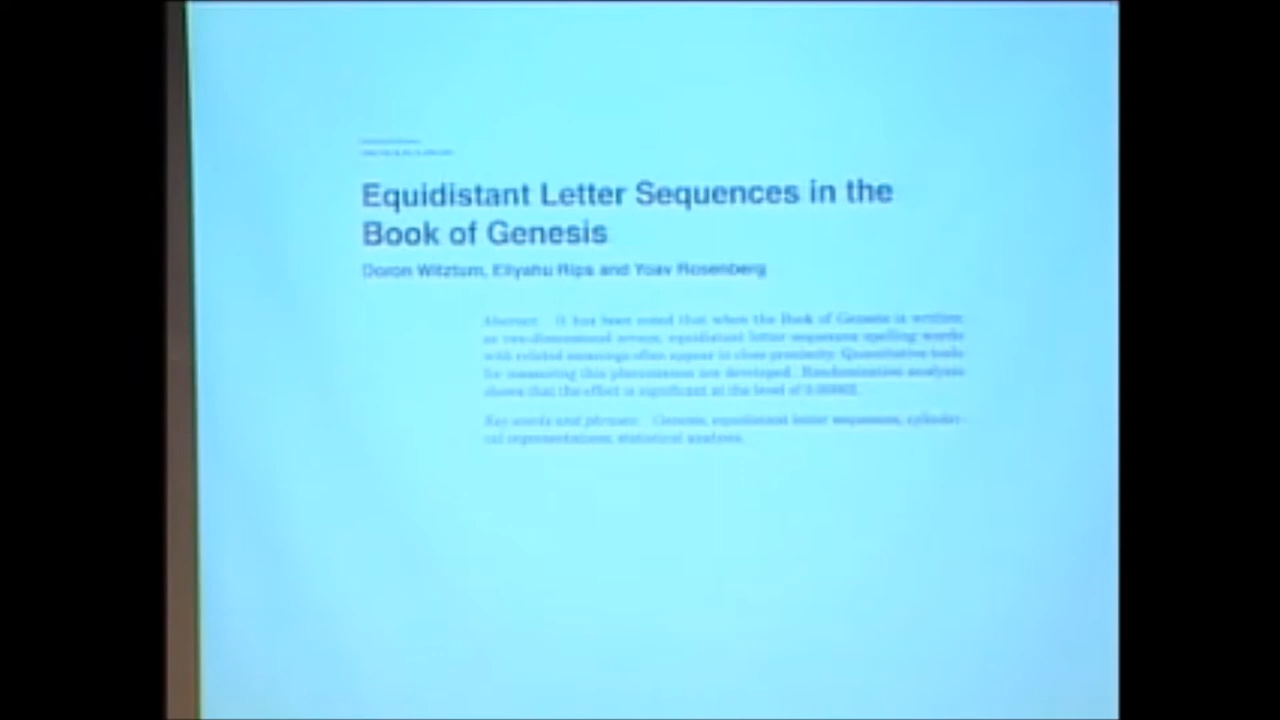 Equidistant Letter Sequences in the
Book of Genesis
Doron Witztum, Eliyahu Rips and Yoav Rosenberg
Abstract. It has been noted that when the Book of Genesis is written
as two-dimensional arrays, equidistant letter sequences spelling words
with related meanings often appear in close proximity. Quantitative tools
for measuring this phenomenon are developed. Randomization analysis
shows that the effect is significant at the level of
Key words and phrases: Genesis, equidistant letter sequences, cylindri-
cal representations, statistical analysis.